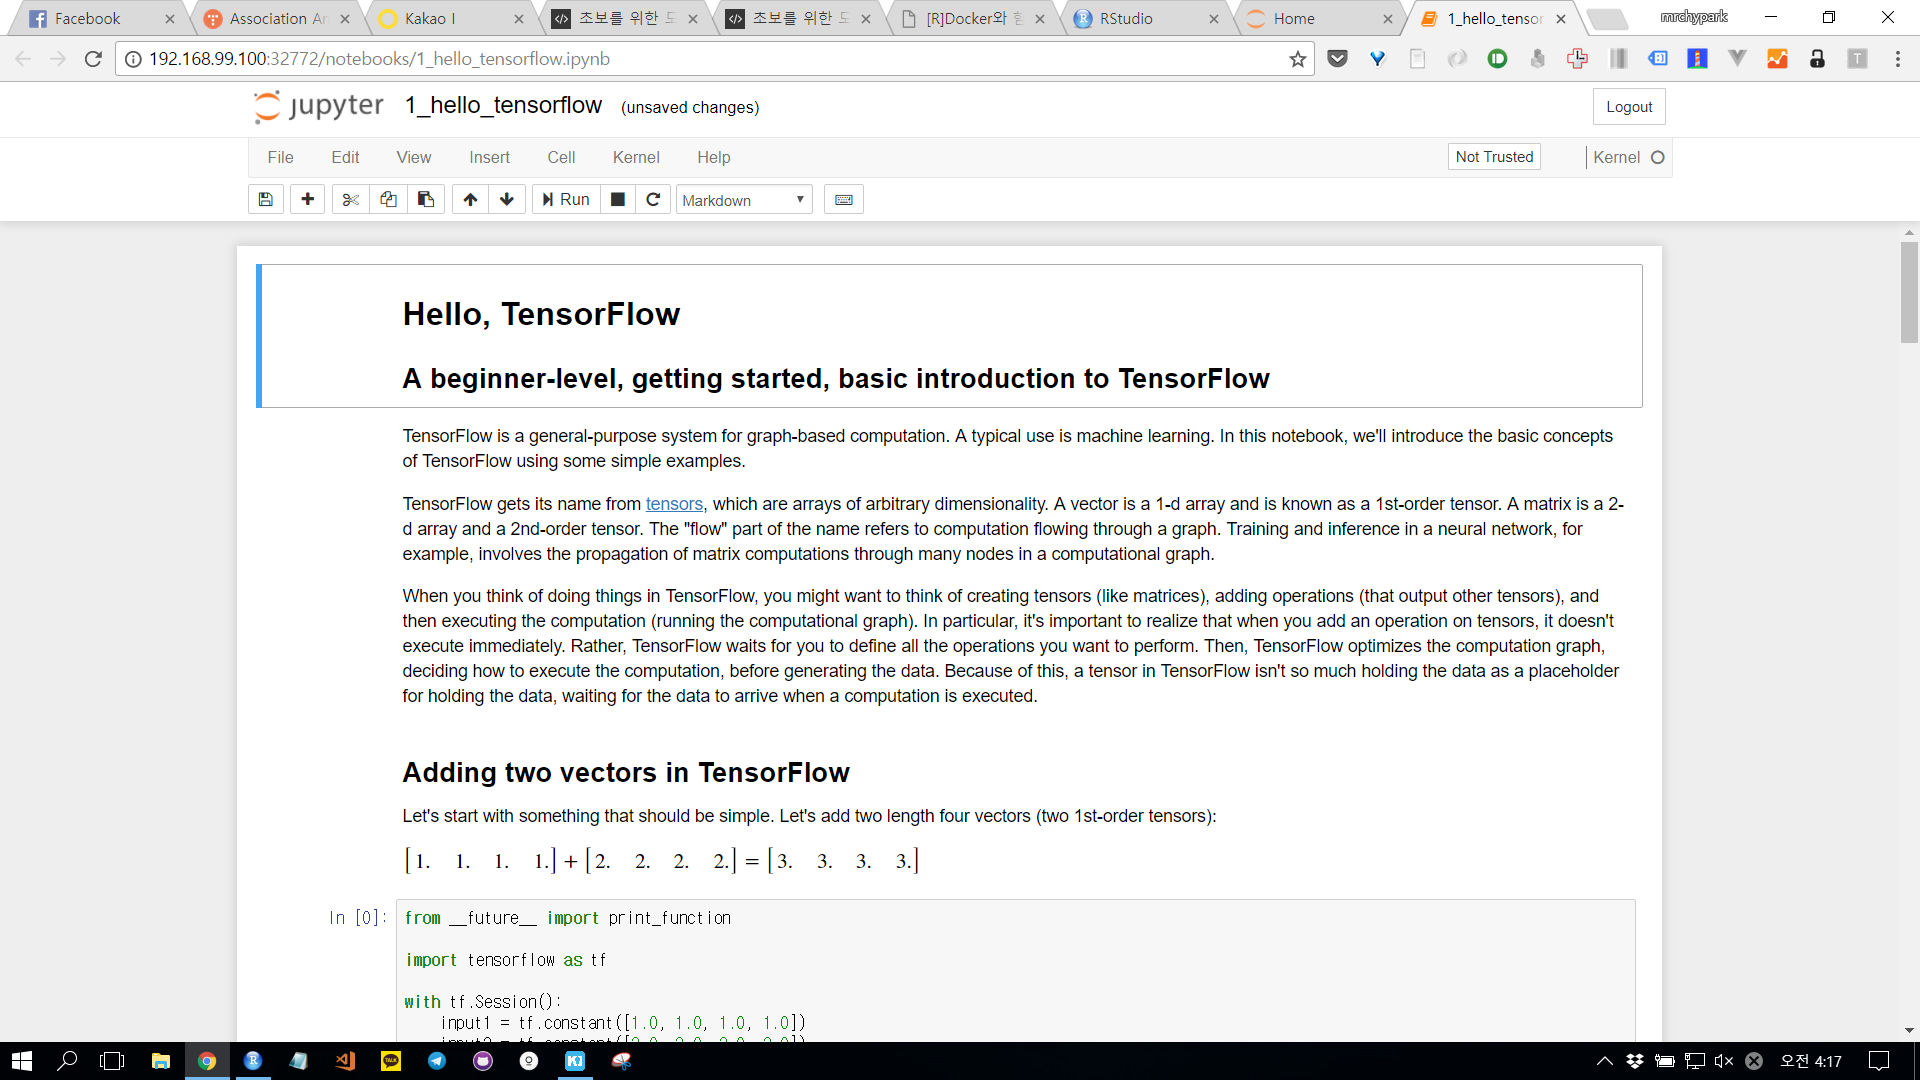 Facebook
Association An
Kakao I
초보를 위한 도
초보를 위한 도
[R]Docker와 함
RStudio
Home
1_hello_tensor
mrchypark
192.168.99.100:32772/notebooks/1_hello_tensorflow.ipynb
jupyter 1_hello_tensorflow (unsaved changes)
Logout
File Edit View Insert Cell Kernel Help
Not Trusted
Kernel
Run
Markdown
Hello, TensorFlow
A beginner-level, getting started, basic introduction to TensorFlow
TensorFlow is a general-purpose system for graph-based computation. A typical use is machine learning. In this notebook, we'll introduce the basic concepts
of TensorFlow using some simple examples.
TensorFlow gets its name from tensors, which are arrays of arbitrary dimensionality. A vector is a 1-d array and is known as a 1st-order tensor. A matrix is a 2-
d array and a 2nd-order tensor. The "flow" part of the name refers to computation flowing through a graph. Training and inference in a neural network, for
example, involves the propagation of matrix computations through many nodes in a computational graph.
When you think of doing things in TensorFlow, you might want to think of creating tensors (like matrices), adding operations (that output other tensors), and
then executing the computation (running the computational graph). In particular, it's important to realize that when you add an operation on tensors, it doesn't
execute immediately. Rather, TensorFlow waits for you to define all the operations you want to perform. Then, TensorFlow optimizes the computation graph,
deciding how to execute the computation, before generating the data. Because of this, a tensor in TensorFlow isn't so much holding the data as a placeholder
for holding the data, waiting for the data to arrive when a computation is executed.
Adding two vectors in TensorFlow
Let's start with something that should be simple. Let's add two length four vectors (two 1st-order tensors):
[1. 1. 1. 1.] + [2. 2. 2. 2.] = [3. 3. 3. 3.]
In [0]:
from __future__ import print_function
import tensorflow as tf
with tf.Session():
input1 = tf.constant([1.0, 1.0, 1.0, 1.0])
오전 4:17